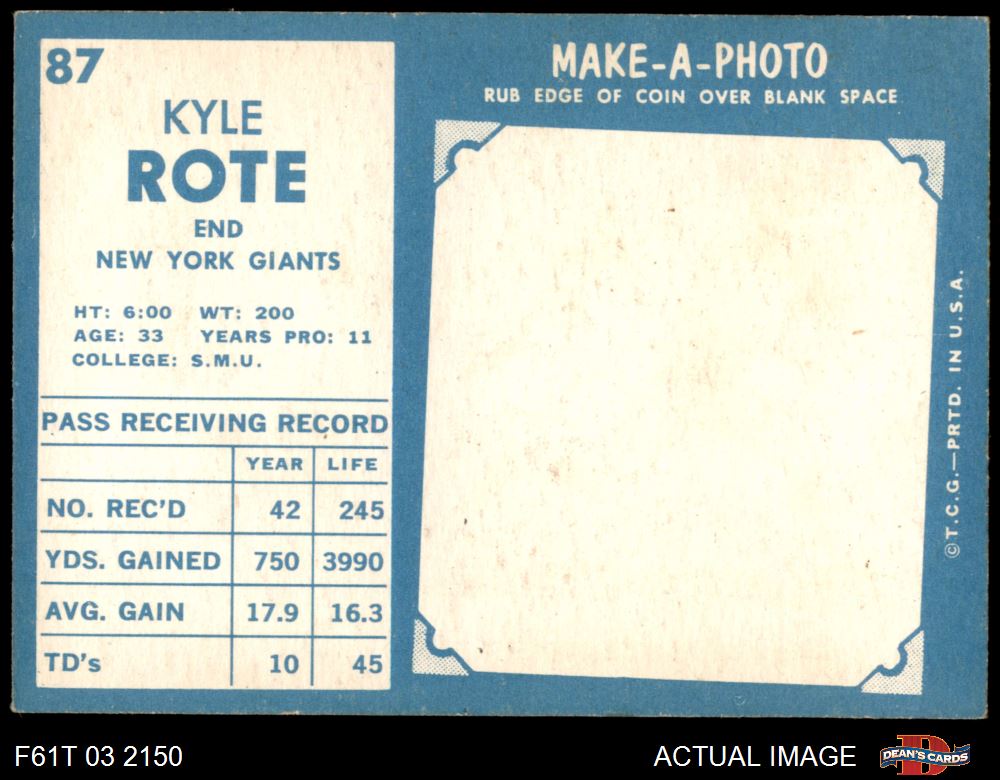 87
KYLE
ROTE
END
NEW YORK GIANTS
HT: 6:00 WT: 200
AGE: 33 YEARS PRO: 11
COLLEGE: S.M.U.
PASS RECEIVING RECORD
YEAR LIFE
NO. REC'D 42 245
YDS. GAINED 750 3990
AVG. GAIN 17.9 16.3
TD's 10 45
MAKE-A-PHOTO
RUB EDGE OF COIN OVER BLANK SPACE
©T.C.G.—PRTD. IN U.S.A.
F61T 03 2150
ACTUAL IMAGE
DEAN'S CARDS